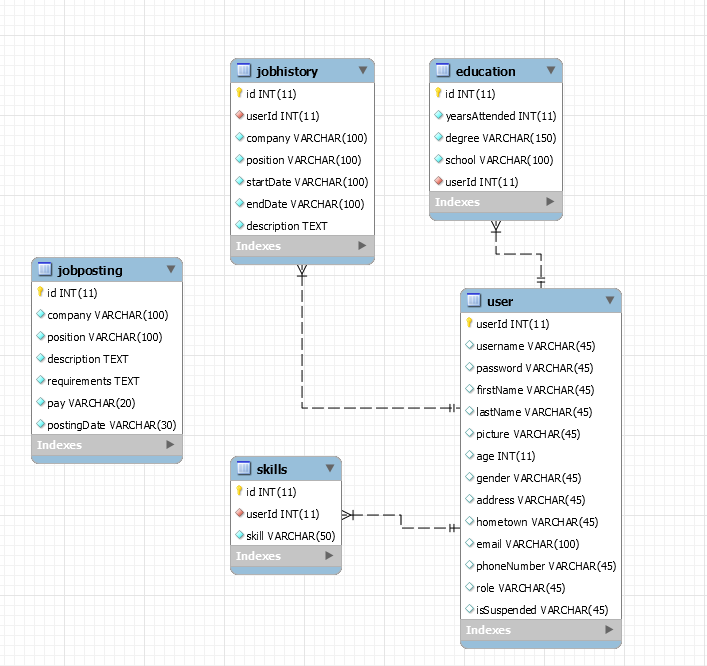 jobhistory
id INT(11)
userId INT(11)
company VARCHAR(100)
position VARCHAR(100)
startDate VARCHAR(100)
endDate VARCHAR(100)
description TEXT
Indexes
education
id INT(11)
yearsAttended INT(11)
degree VARCHAR(150)
school VARCHAR(100)
userId INT(11)
Indexes
jobposting
id INT(11)
company VARCHAR(100)
position VARCHAR(100)
description TEXT
requirements TEXT
pay VARCHAR(20)
postingDate VARCHAR(30)
Indexes
user
userId INT(11)
username VARCHAR(45)
password VARCHAR(45)
firstName VARCHAR(45)
lastName VARCHAR(45)
picture VARCHAR(45)
age INT(11)
gender VARCHAR(45)
address VARCHAR(45)
hometown VARCHAR(45)
email VARCHAR(100)
phoneNumber VARCHAR(45)
role VARCHAR(45)
isSuspended VARCHAR(45)
Indexes
skills
id INT(11)
userId INT(11)
skill VARCHAR(50)
Indexes